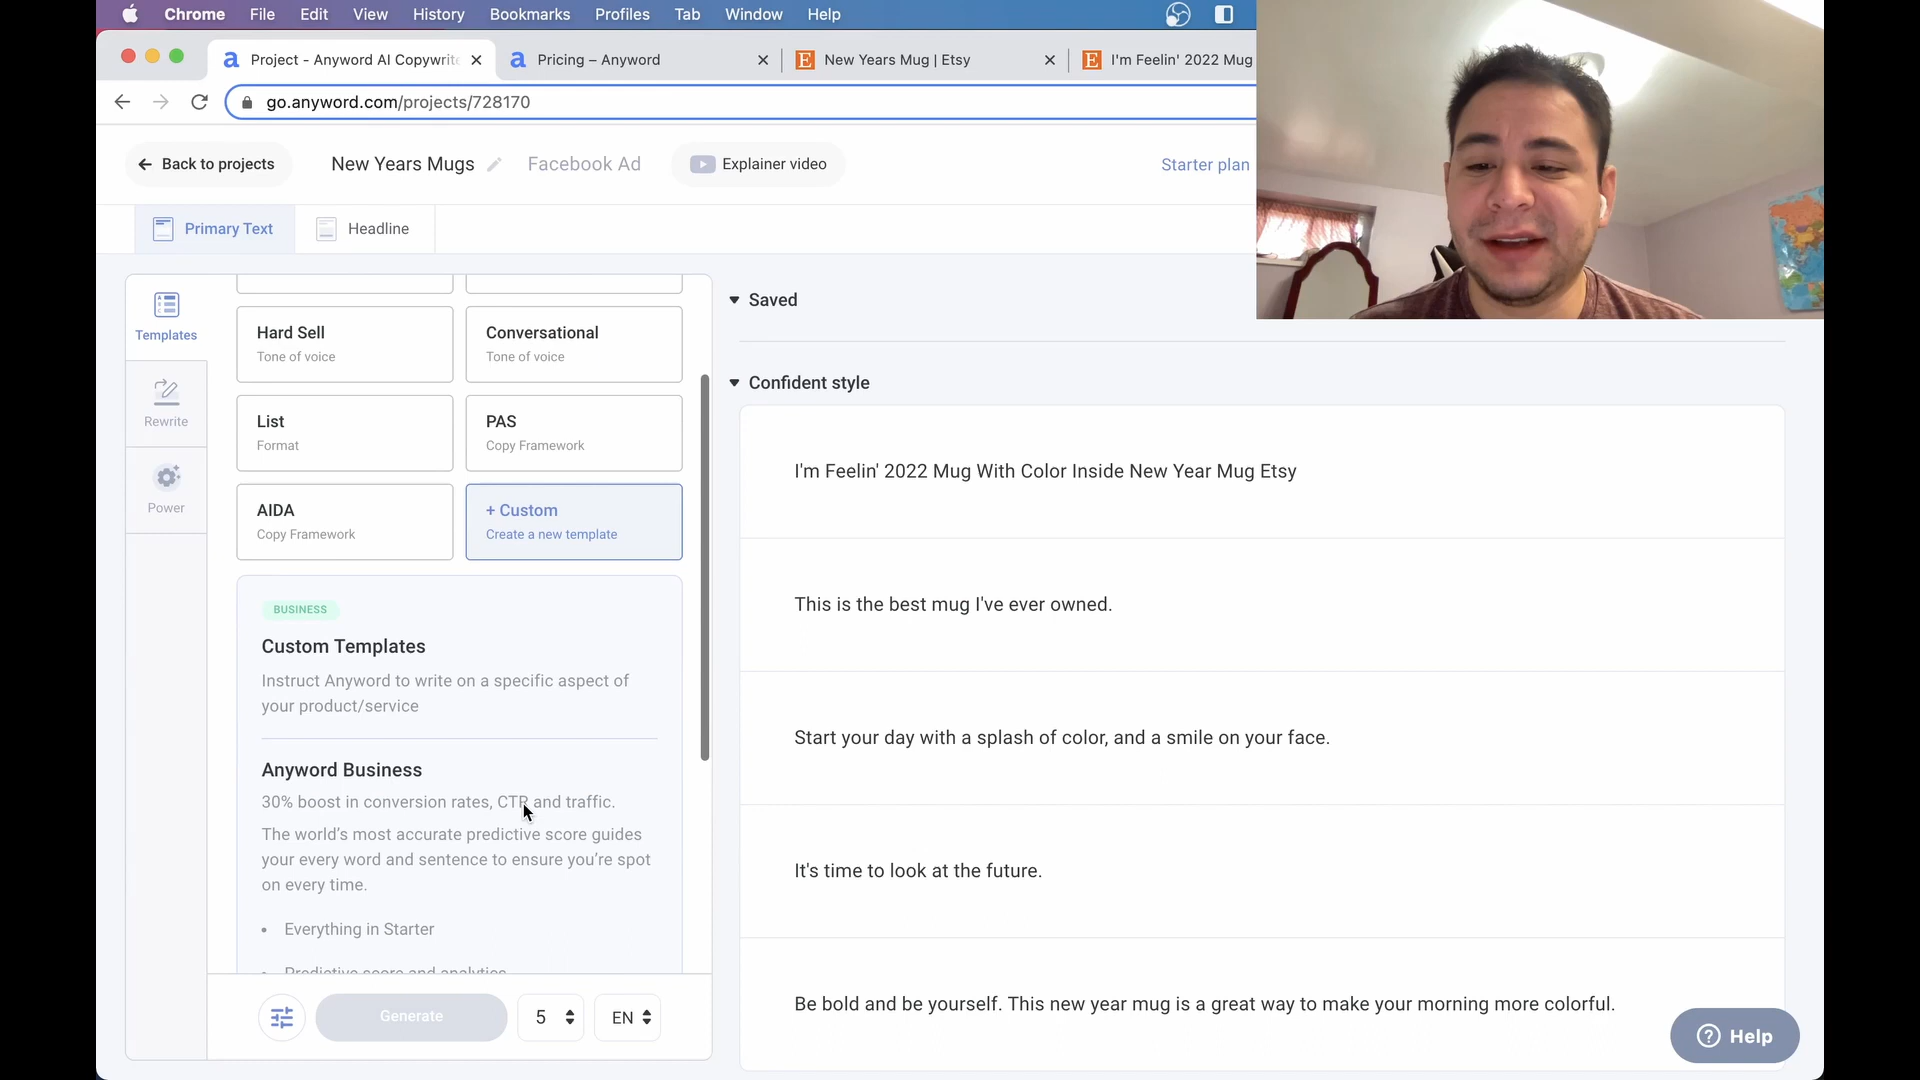 Chrome File Edit View History Bookmarks Profiles Tab Window Help
Project - Anyword AI Copywrite
Pricing – Anyword
New Years Mug | Etsy
I'm Feelin' 2022 Mug
go.anyword.com/projects/728170
Back to projects
New Years Mugs
Facebook Ad
Explainer video
Starter plan
Primary Text
Headline
Templates
Rewrite
Power
Hard Sell
Tone of voice
Conversational
Tone of voice
List
Format
PAS
Copy Framework
AIDA
Copy Framework
+ Custom
Create a new template
BUSINESS
Custom Templates
Instruct Anyword to write on a specific aspect of
your product/service
Anyword Business
30% boost in conversion rates, CTR and traffic.
The world's most accurate predictive score guides
your every word and sentence to ensure you're spot
on every time.
• Everything in Starter
• Predictive score and analytics
Generate
5
EN
Saved
Confident style
I'm Feelin' 2022 Mug With Color Inside New Year Mug Etsy
This is the best mug I've ever owned.
Start your day with a splash of color, and a smile on your face.
It's time to look at the future.
Be bold and be yourself. This new year mug is a great way to make your morning more colorful.
Help